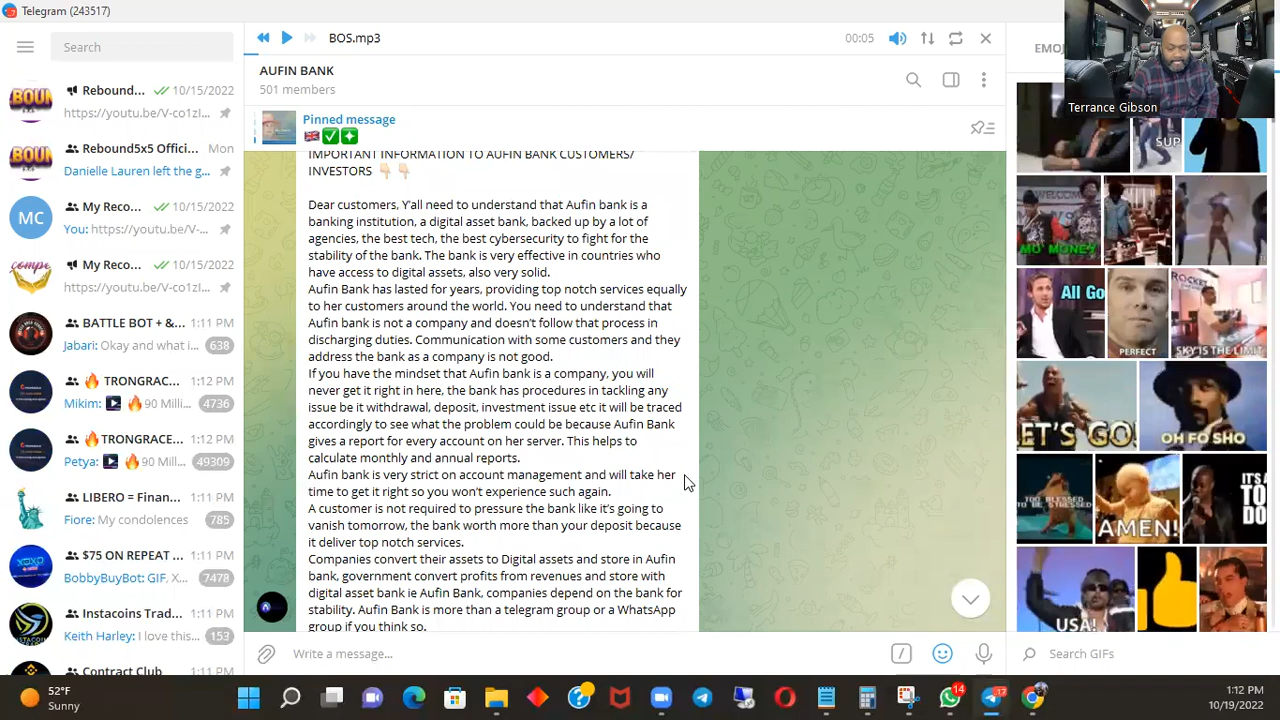 Telegram (243517)
Search
BOS.mp3
00:05
EMOJ
Terrance Gibson
Rebound... 10/15/2022
https://youtu.be/V-co1zl...
Rebound5x5 Offici... Mon
Danielle Lauren left the g...
MC
My Reco... 10/15/2022
You: https://youtu.be/V-...
My Reco... 10/15/2022
https://youtu.be/V-co1zl...
BATTLE BOT + &... 1:11 PM
Jabari: Okay and what i... 638
🔥 TRONGRAC... 1:12 PM
Mikim: ▶️ 🔥 90 Milli... 4736
🔥TRONGRACE... 1:12 PM
Petya: ▶️ 🔥 90 Mill... 49309
LIBERO = Finan... 1:11 PM
Fiore: My condolences 785
$75 ON REPEAT ... 1:11 PM
BobbyBuyBot: GIF, X... 7478
Instacoins Trad... 1:11 PM
Keith Harley: I love this... 153
Contract Club 1:11 PM
AUFIN BANK
501 members
Pinned message
🇬🇧 ✅ ❇️
IMPORTANT INFORMATION TO AUFIN BANK CUSTOMERS/
INVESTORS 👇🏻 👇🏻
Dear customers, Y'all need to understand that Aufin bank is a
banking institution, a digital asset bank, backed up by a lot of
agencies, the best tech, the best cybersecurity to fight for the
stands of the bank. The bank is very effective in countries who
have access to digital assets, also very solid.
Aufin Bank has lasted for years, providing top notch services equally
to her customers around the world. You need to understand that
Aufin bank is not a company and doesn't follow that process in
discharging duties. Communication with some customers and they
address the bank as a company is not good.
If you have the mindset that Aufin bank is a company, you will
never get it right in here. The bank has procedures in tackling any
issue be it withdrawal, deposit, investment issue etc it will be traced
accordingly to see what the problem could be because Aufin Bank
gives a report for every account on her server. This helps to
calculate monthly and annual reports.
Aufin bank is very strict on account management and will take her
time to get it right so you won't experience such again.
A customer is not required to pressure the bank like it's going to
vanish tomorrow, the bank worth more than your deposit because
it deliver top notch services.
Companies convert their assets to Digital assets and store in Aufin
bank, government convert profits from revenues and store with
digital asset bank ie Aufin Bank, companies depend on the bank for
stability. Aufin Bank is more than a telegram group or a WhatsApp
group if you think so.
Write a message...
SUP
WELCOME
MO' MONEY
All Go
PERFECT
ROCKET
SKY IS THE LIMIT
LET'S GO!
OH FO SHO
TOO BLESSED
TO BE STRESSED
AMEN!
IT'S A
TO
DO
USA!
Search GIFs
52°F
Sunny
14
17
1:12 PM
10/19/2022